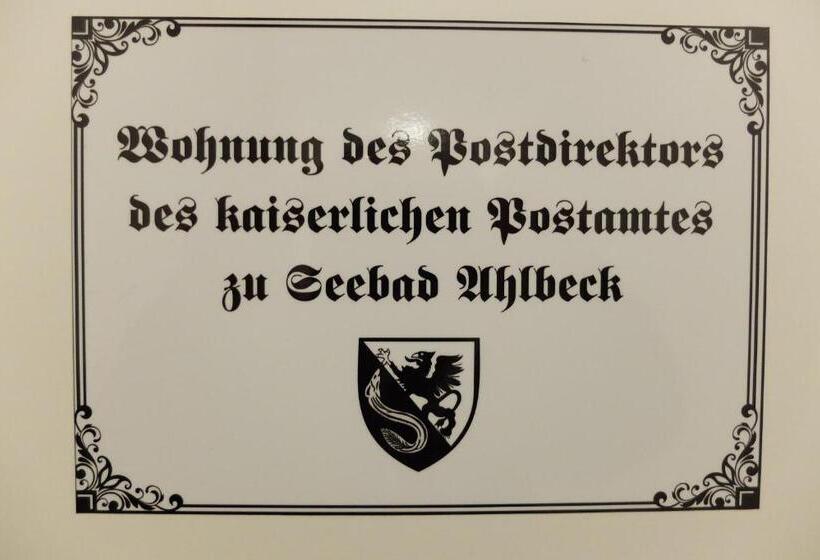 Wohnung des Postdirektors
des kaiserlichen Postamtes
zu Seebad Ahlbeck